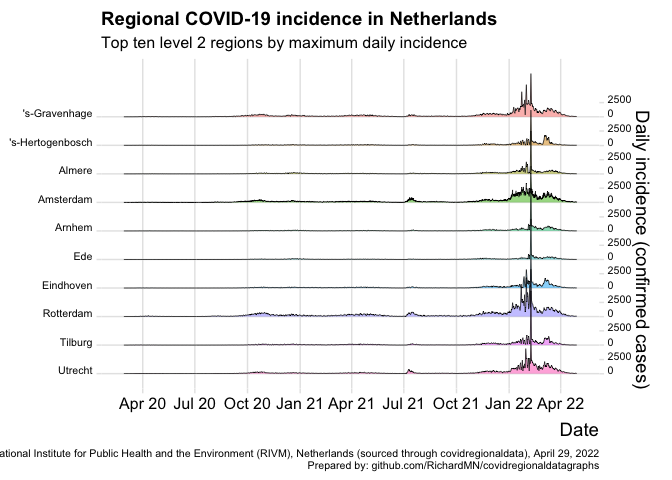 Regional COVID-19 incidence in Netherlands
Top ten level 2 regions by maximum daily incidence
's-Gravenhage
2500
0
's-Hertogenbosch
2500
0
Almere
2500
0
Amsterdam
2500
0
Arnhem
2500
0
Ede
2500
0
Eindhoven
2500
0
Rotterdam
2500
0
Tilburg
2500
0
Utrecht
2500
0
Daily incidence (confirmed cases)
Apr 20 Jul 20 Oct 20 Jan 21 Apr 21 Jul 21 Oct 21 Jan 22 Apr 22
Date
ational Institute for Public Health and the Environment (RIVM), Netherlands (sourced through covidregionaldata), April 29, 2022
Prepared by: github.com/RichardMN/covidregionaldatagraphs